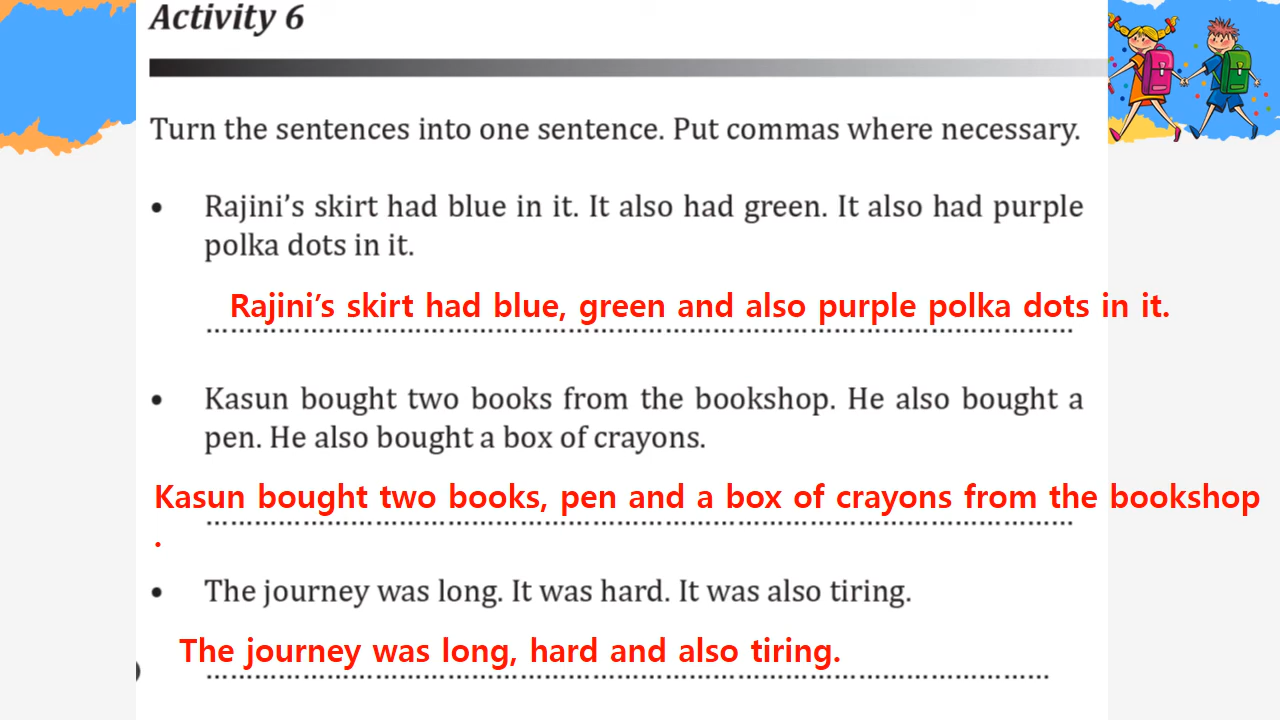 Activity 6
Turn the sentences into one sentence. Put commas where necessary.
• Rajini’s skirt had blue in it. It also had green. It also had purple
polka dots in it.
Rajini’s skirt had blue, green and also purple polka dots in it.
• Kasun bought two books from the bookshop. He also bought a
pen. He also bought a box of crayons.
Kasun bought two books, pen and a box of crayons from the bookshop
.
• The journey was long. It was hard. It was also tiring.
The journey was long, hard and also tiring.